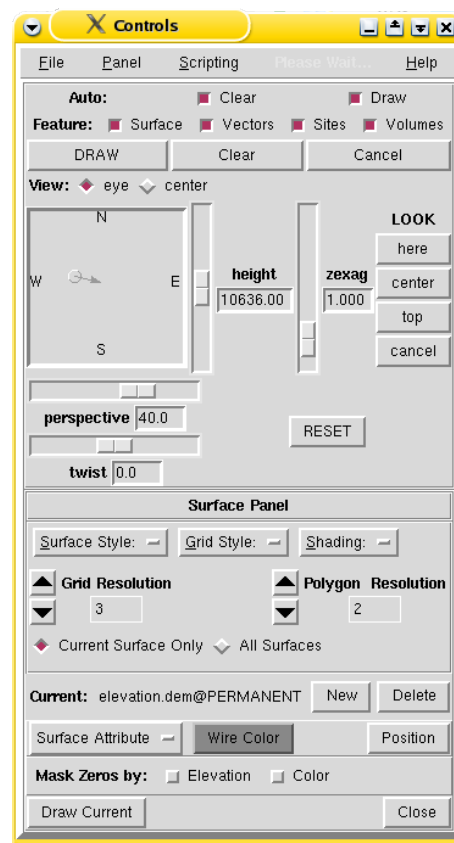 Controls
File Panel Scripting Please Wait... Help
Auto: Clear Draw
Feature: Surface Vectors Sites Volumes
DRAW Clear Cancel
View: eye center
N
W E
S
height
10636.00
zexag
1.000
LOOK
here
center
top
cancel
perspective 40.0
RESET
twist 0.0
Surface Panel
Surface Style: Grid Style: Shading:
Grid Resolution Polygon Resolution
3 2
Current Surface Only All Surfaces
Current: elevation.dem@PERMANENT New Delete
Surface Attribute Wire Color Position
Mask Zeros by: Elevation Color
Draw Current Close